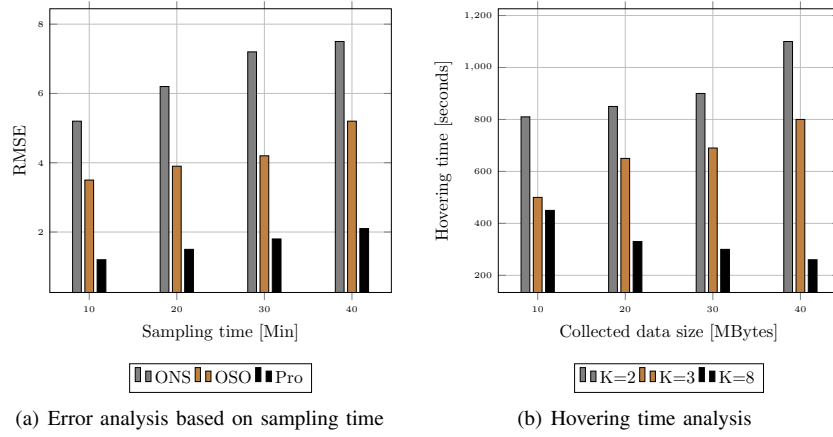 8
6
4
2
RMSE
10 20 30 40
Sampling time [Min]
ONS OSO Pro
(a) Error analysis based on sampling time
1,200
1,000
800
600
400
200
Hovering time [seconds]
10 20 30 40
Collected data size [MBytes]
K=2 K=3 K=8
(b) Hovering time analysis